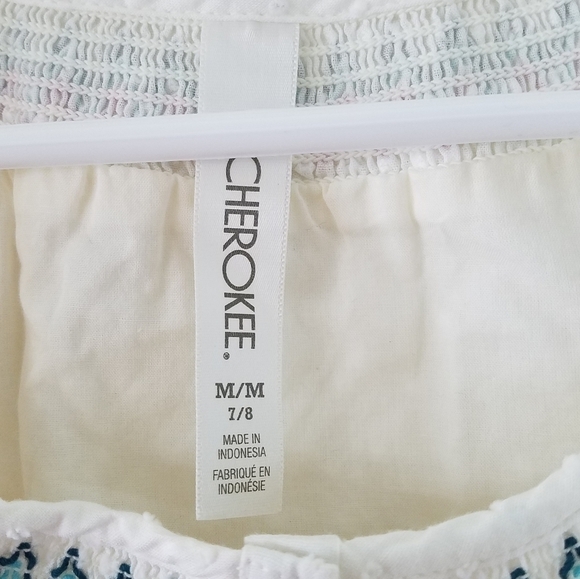 CHEROKEE®
M/M
7/8
MADE IN
INDONESIA
FABRIQUÉ EN
INDONÉSIE